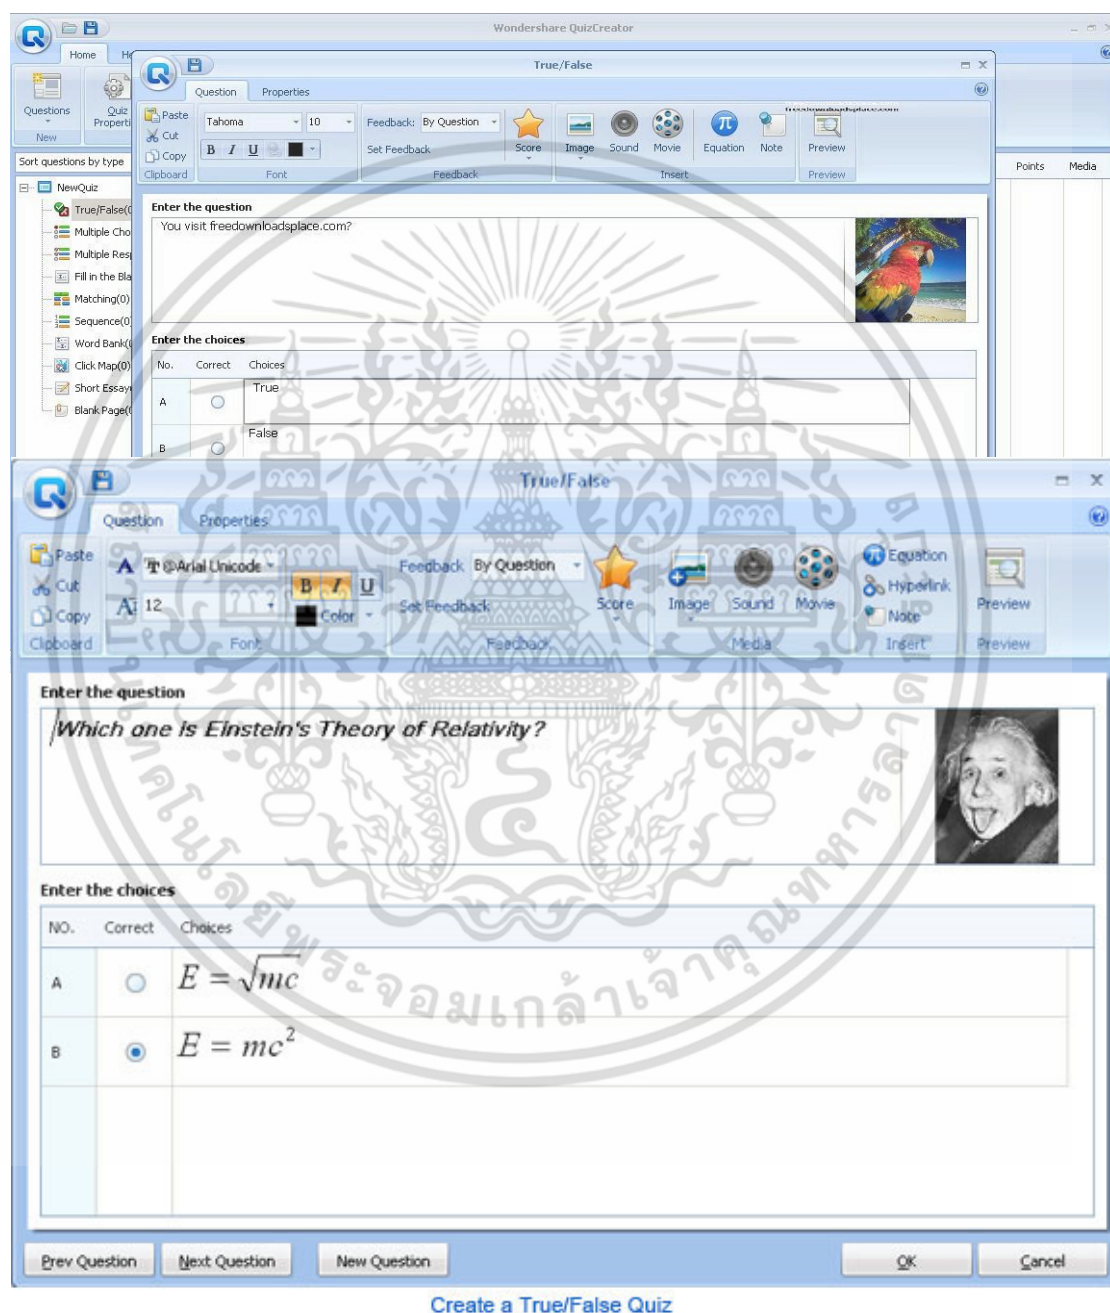 Wondershare QuizCreator
Home
True/False
Question Properties
Questions
Quiz
New
Paste
Cut
Copy
Clipboard
Tahoma 10
B I U
Font
Feedback: By Question
Set Feedback
Feedback
Score
Image Sound Movie Equation Note
Insert
freedownloadsplace.com
Preview
Preview
Sort questions by type
Points Media
NewQuiz
True/False(0
Multiple Cho
Multiple Res
Fill in the Bla
Matching(0)
Sequence(0)
Word Bank(
Click Map(0)
Short Essay
Blank Page(
Enter the question
You visit freedownloadsplace.com?
Enter the choices
No. Correct Choices
A True
B False
True/False
Question Properties
Paste
Cut
Copy
Clipboard
@Arial Unicode
12
B I U
Color
Font
Feedback By Question
Set Feedback
Feedback
Score
Image Sound Movie
Media
Equation
Hyperlink
Note
Insert
Preview
Preview
Enter the question
Which one is Einstein's Theory of Relativity?
Enter the choices
NO. Correct Choices
A E = √mc
B E = mc²
Prev Question Next Question New Question OK Cancel
Create a True/False Quiz